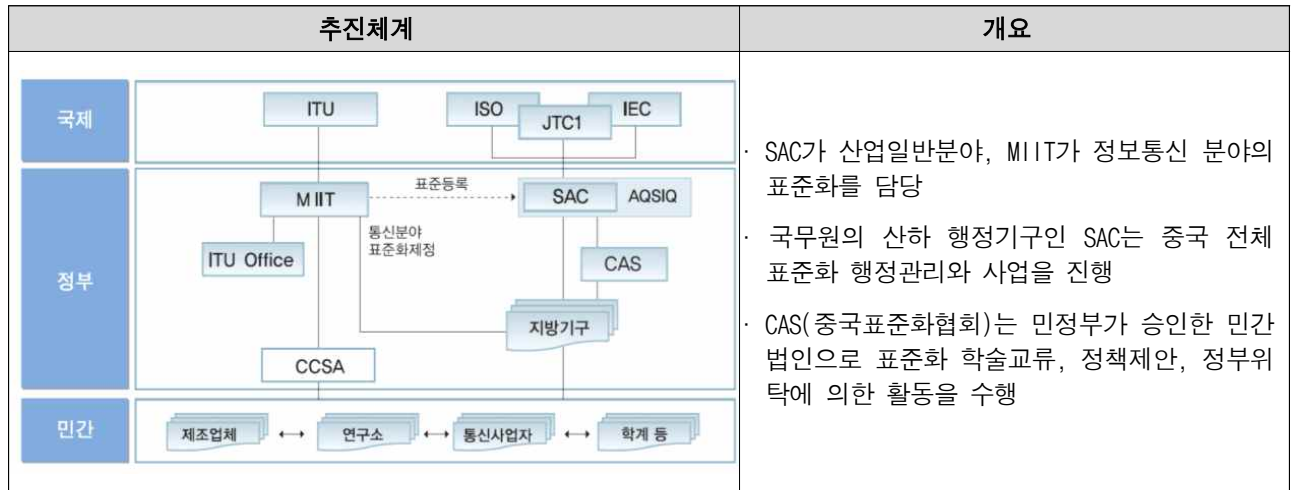 추진체계
개요
국제
ITU
ISO
JTC1
IEC
정부
MIIT
표준등록
SAC
AQSIQ
통신분야
표준화제정
ITU Office
CAS
지방기구
CCSA
민간
제조업체
연구소
통신사업자
학계 등
· SAC가 산업일반분야, MIIT가 정보통신 분야의
표준화를 담당
· 국무원의 산하 행정기구인 SAC는 중국 전체
표준화 행정관리와 사업을 진행
· CAS(중국표준화협회)는 민정부가 승인한 민간
법인으로 표준화 학술교류, 정책제안, 정부위
탁에 의한 활동을 수행